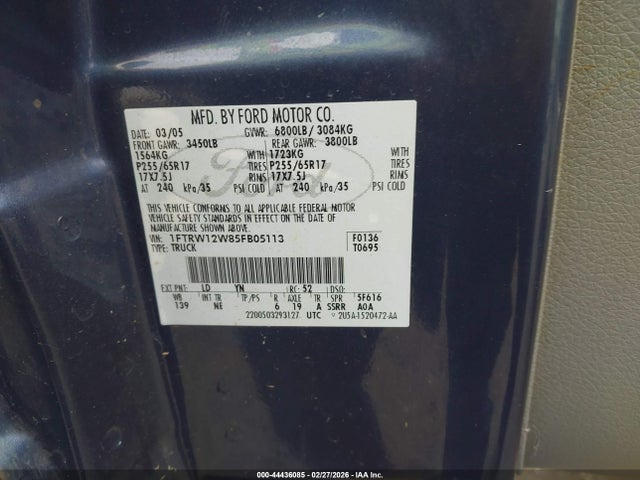 MFD. BY FORD MOTOR CO.
DATE: 03/05 GVWR: 6800LB/ 3084KG
FRONT GAWR: 3450LB REAR GAWR: 3800LB
1564KG WITH 1723KG WITH
P255/65R17 TIRES P255/65R17 TIRES
17X7.5J RIMS 17X7.5J RIMS
AT 240 kPa/35 PSI COLD AT 240 kPa/35 PSI COLD
THIS VEHICLE CONFORMS TO ALL APPLICABLE FEDERAL MOTOR
VEHICLE SAFETY STANDARDS IN EFFECT ON THE DATE OF
MANUFACTURE SHOWN ABOVE.
VIN: 1FTRW12W85FB05113 F0136
TYPE: TRUCK T0695
Ford
EXT PNT: LD YN RC: 52 DSO:
WB INT TR TP/PS R AXLE TR SPR 5F616
139 NE 6 19 A SSRR A0A
2200503293127 UTC 2U5A-1520472-AA
000-44436085 | 02/27/2026 | IAA Inc.